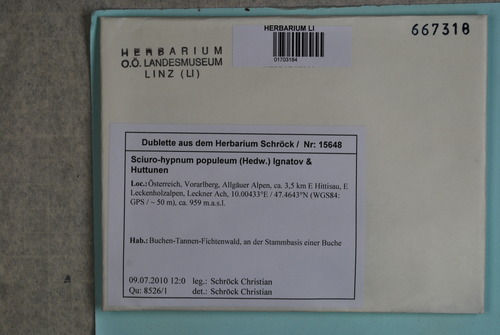 HERBARIUM LI
01703184
667318
HERBARIUM
O.Ö. LANDESMUSEUM
LINZ (LI)
Dublette aus dem Herbarium Schröck / Nr: 15648
Sciuro-hypnum populeum (Hedw.) Ignatov &
Huttunen
Loc.:Österreich, Vorarlberg, Allgäuer Alpen, ca. 3,5 km E Hittisau, E
Leckenholzalpen, Leckner Ach, 10.00433°E / 47.4643°N (WGS84:
GPS / ~ 50 m), ca. 959 m.a.s.l.
Hab.: Buchen-Tannen-Fichtenwald, an der Stammbasis einer Buche
09.07.2010 12:0 leg.: Schröck Christian
Qu: 8526/1 det.: Schröck Christian